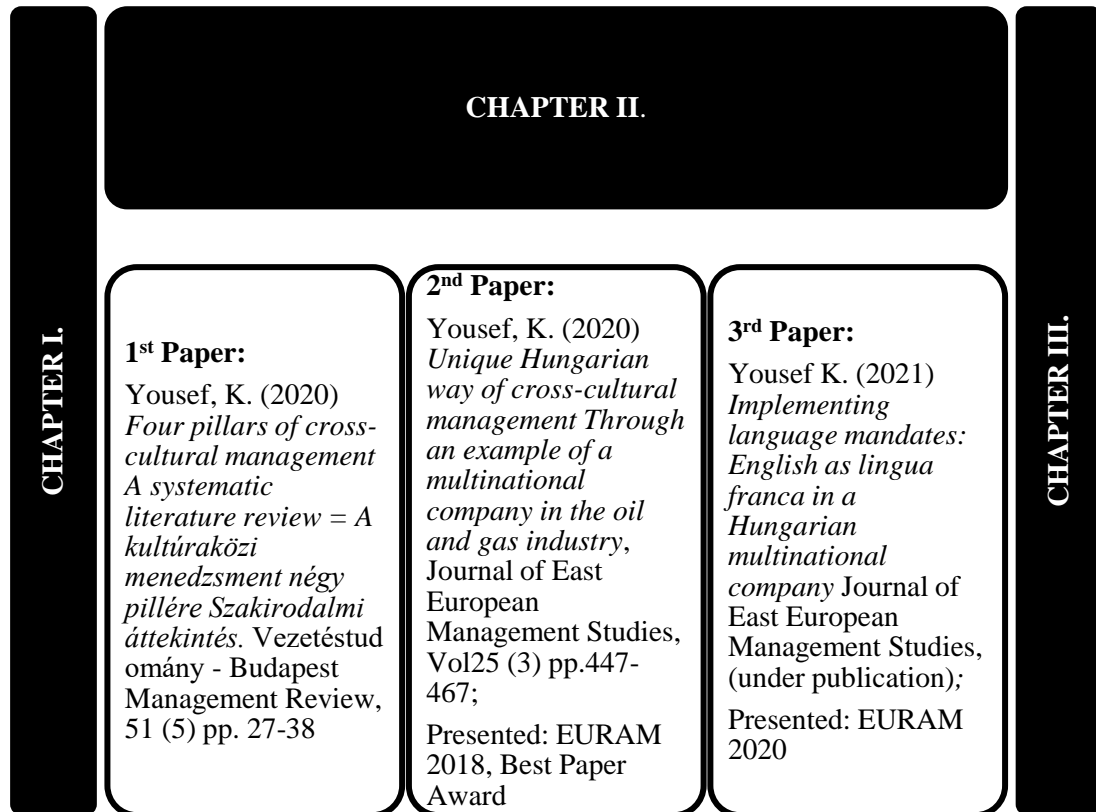 CHAPTER I.
CHAPTER II.
1st Paper:
Yousef, K. (2020)
Four pillars of cross-
cultural management
A systematic
literature review = A
kultúraközi
menedzsment négy
pillére Szakirodalmi
áttekintés. Vezetéstud
omány - Budapest
Management Review,
51 (5) pp. 27-38
2nd Paper:
Yousef, K. (2020)
Unique Hungarian
way of cross-cultural
management Through
an example of a
multinational
company in the oil
and gas industry,
Journal of East
European
Management Studies,
Vol25 (3) pp.447-
467;
Presented: EURAM
2018, Best Paper
Award
3rd Paper:
Yousef K. (2021)
Implementing
language mandates:
English as lingua
franca in a
Hungarian
multinational
company Journal of
East European
Management Studies,
(under publication);
Presented: EURAM
2020
CHAPTER III.